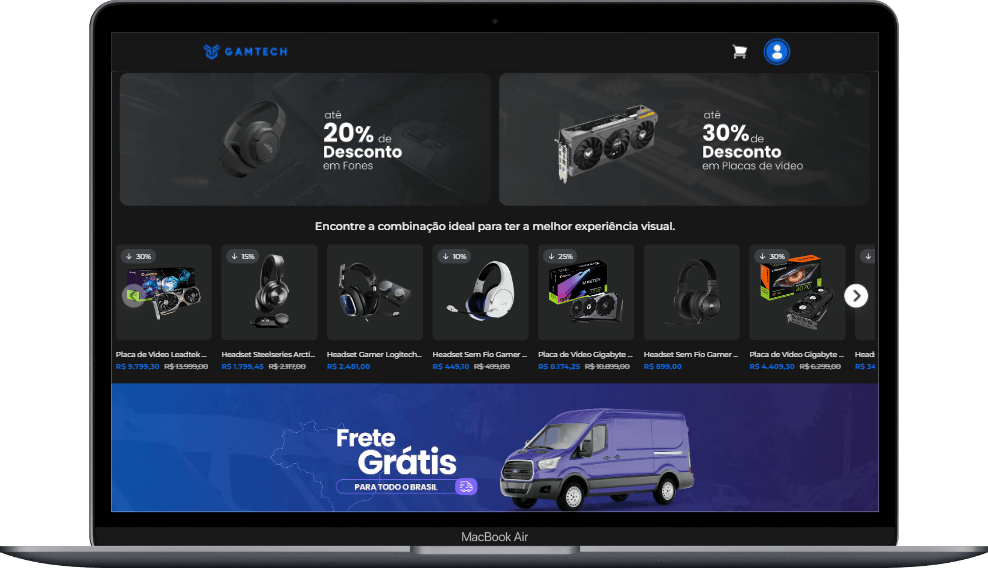 GAMTECH
até
20% de
Desconto
em Fones
até
30% de
Desconto
em Placas de vídeo
Encontre a combinação ideal para ter a melhor experiência visual.
↓ 30%
↓ 15%
↓ 10%
↓ 25%
↓ 30%
↓
Placa de Vídeo Leadtek ...
Headset Steelseries Arcti...
Headset Gamer Logitech...
Headset Sem Fio Gamer ...
Placa de Vídeo Gigabyte ...
Headset Sem Fio Gamer ...
Placa de Vídeo Gigabyte ...
Heads
R$ 9.799,30 R$ 13.999,00
R$ 1.799,45 R$ 2.117,00
R$ 2.481,00
R$ 449,10 R$ 499,00
R$ 8.174,25 R$ 10.899,00
R$ 899,00
R$ 4.409,30 R$ 6.299,00
R$ 34
Frete
Grátis
PARA TODO O BRASIL
MacBook Air